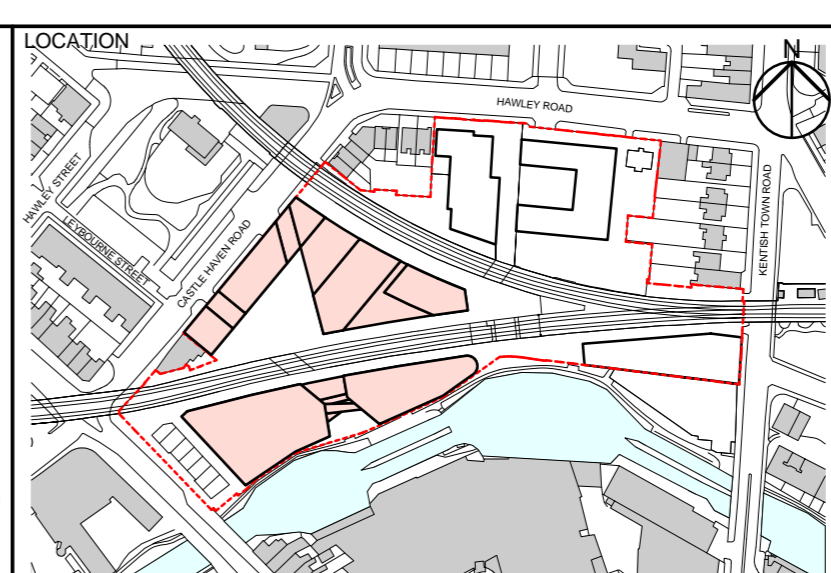 LOCATION
N
HAWLEY ROAD
HAWLEY STREET
LEYBOURNE STREET
CASTLE HAVEN ROAD
KENTISH TOWN ROAD